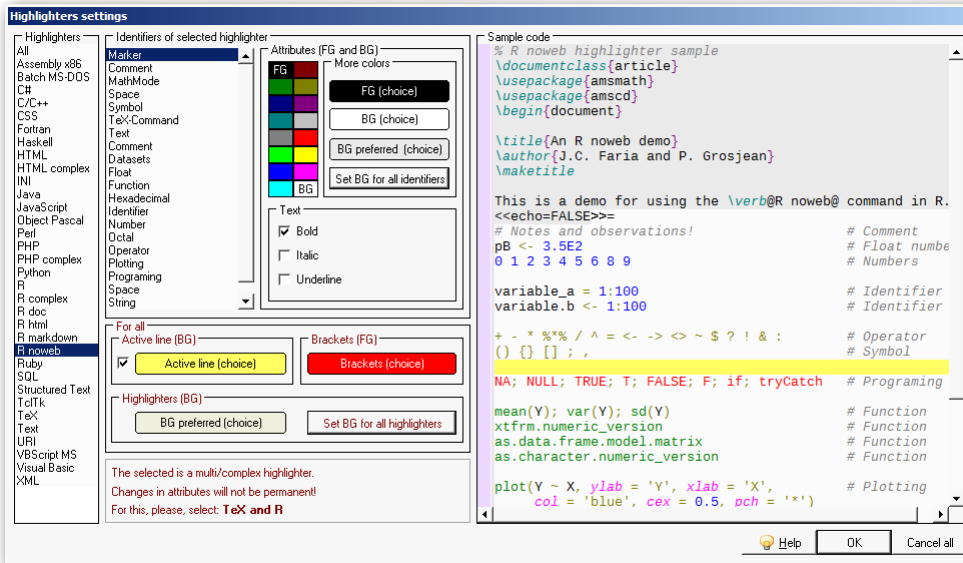 Highlighters settings
Highlighters
All
Assembly x86
Batch MS-DOS
C#
C/C++
CSS
Fortran
Haskell
HTML
HTML complex
INI
Java
JavaScript
Object Pascal
Perl
PHP
PHP complex
Python
R
R complex
R doc
R html
R markdown
R noweb
Ruby
SQL
Structured Text
TclTk
TeX
Text
URI
VBScript MS
Visual Basic
XML
Identifiers of selected highlighter
Marker
Comment
MathMode
Space
Symbol
TeX-Command
Text
Comment
Datasets
Float
Function
Hexadecimal
Identifier
Number
Octal
Operator
Plotting
Programing
Space
String
Attributes (FG and BG)
FG
BG
More colors
FG (choice)
BG (choice)
BG preferred (choice)
Set BG for all identifiers
Text
Bold
Italic
Underline
For all
Active line (BG)
Active line (choice)
Brackets (FG)
Brackets (choice)
Highlighters (BG)
BG preferred (choice)
Set BG for all highlighters
The selected is a multi/complex highlighter.
Changes in attributes will not be permanent!
For this, please, select: TeX and R
Sample code
% R noweb highlighter sample
\documentclass{article}
\usepackage{amsmath}
\usepackage{amscd}
\begin{document}
\title{An R noweb demo}
\author{J.C. Faria and P. Grosjean}
\maketitle
This is a demo for using the \verb@R noweb@ command in R.
<<echo=FALSE>>=
# Notes and observations! # Comment
pB <- 3.5E2 # Float numbe
0 1 2 3 4 5 6 8 9 # Numbers
variable_a = 1:100 # Identifier
variable.b <- 1:100 # Identifier
+ - * %*% / ^ = <- -> <> ~ $ ? ! & : # Operator
() {} [] ; , # Symbol
NA; NULL; TRUE; T; FALSE; F; if; tryCatch # Programing
mean(Y); var(Y); sd(Y) # Function
xtfrm.numeric_version # Function
as.data.frame.model.matrix # Function
as.character.numeric_version # Function
plot(Y ~ X, ylab = 'Y', xlab = 'X', # Plotting
col = 'blue', cex = 0.5, pch = '*')
Help
OK
Cancel all